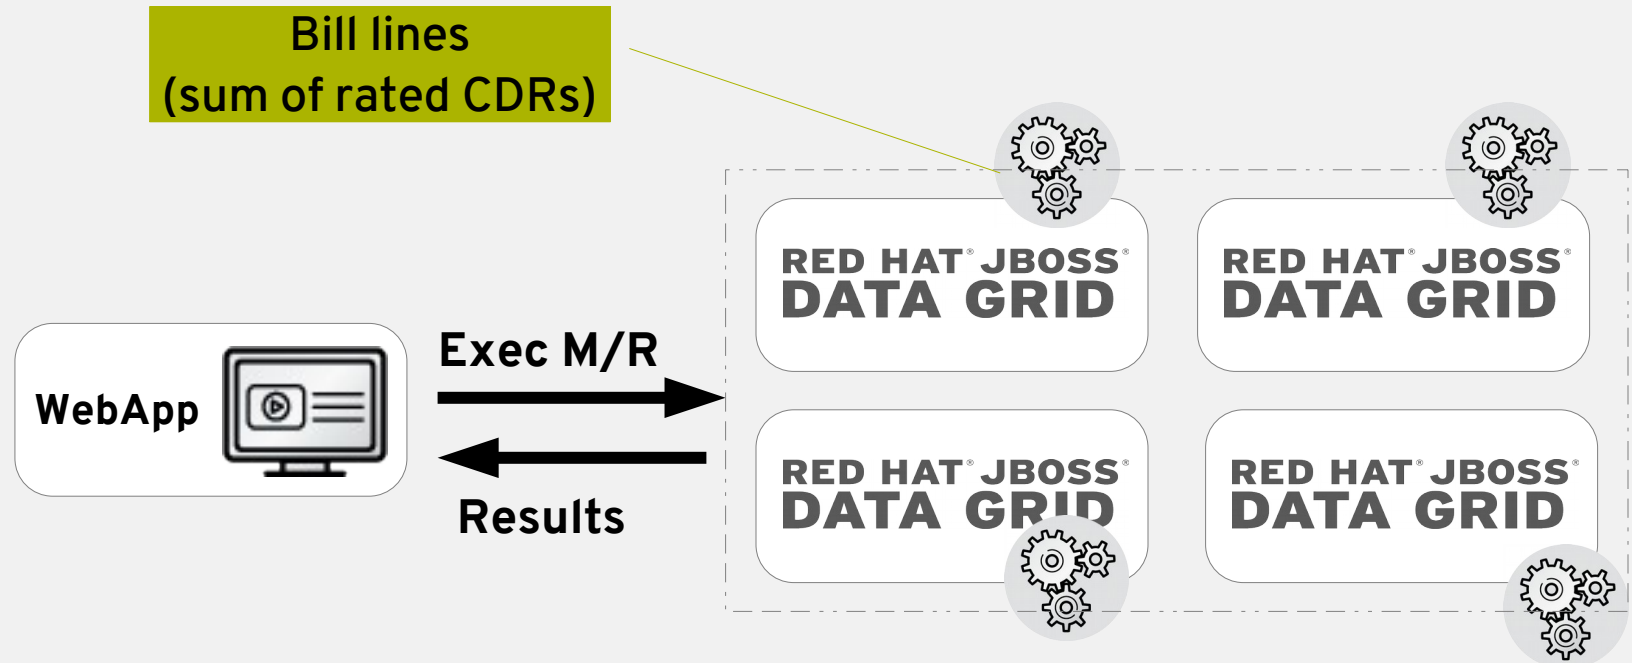 Bill lines
(sum of rated CDRs)
RED HAT® JBOSS®
DATA GRID
RED HAT® JBOSS®
DATA GRID
WebApp
Exec M/R
Results
RED HAT® JBOSS®
DATA GRID
RED HAT® JBOSS®
DATA GRID